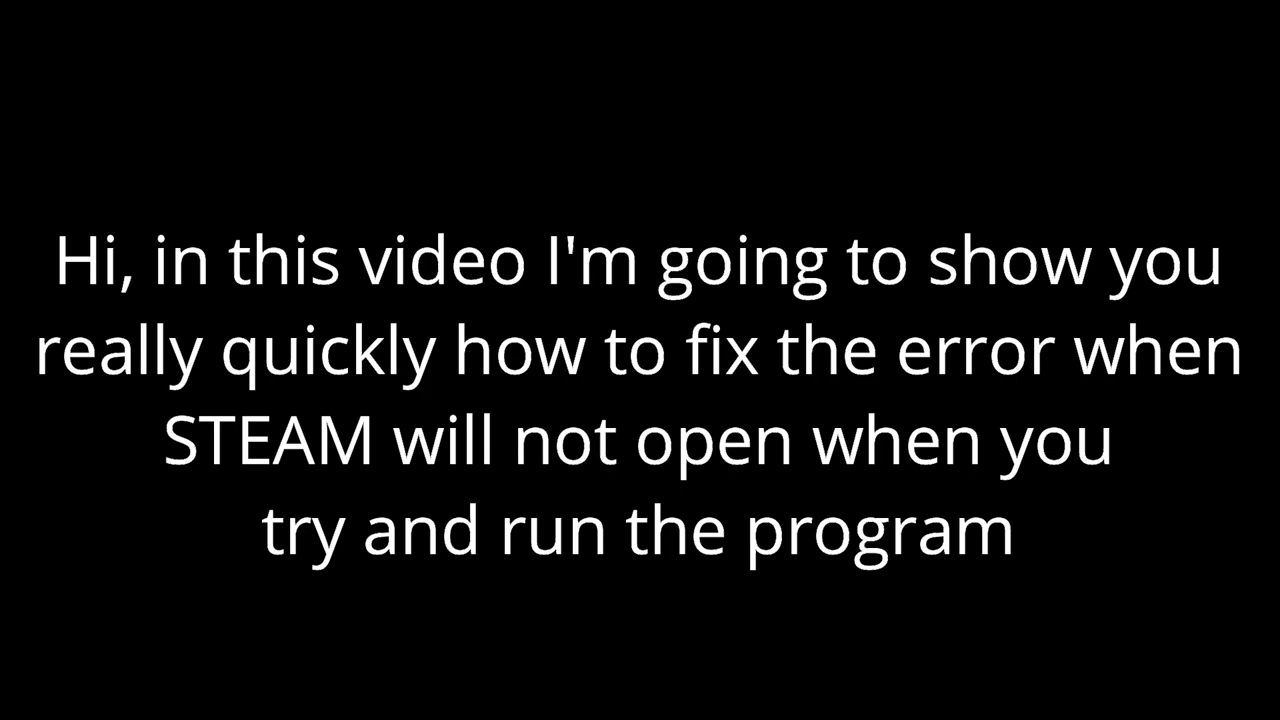 Hi, in this video I'm going to show you
really quickly how to fix the error when
STEAM will not open when you
try and run the program